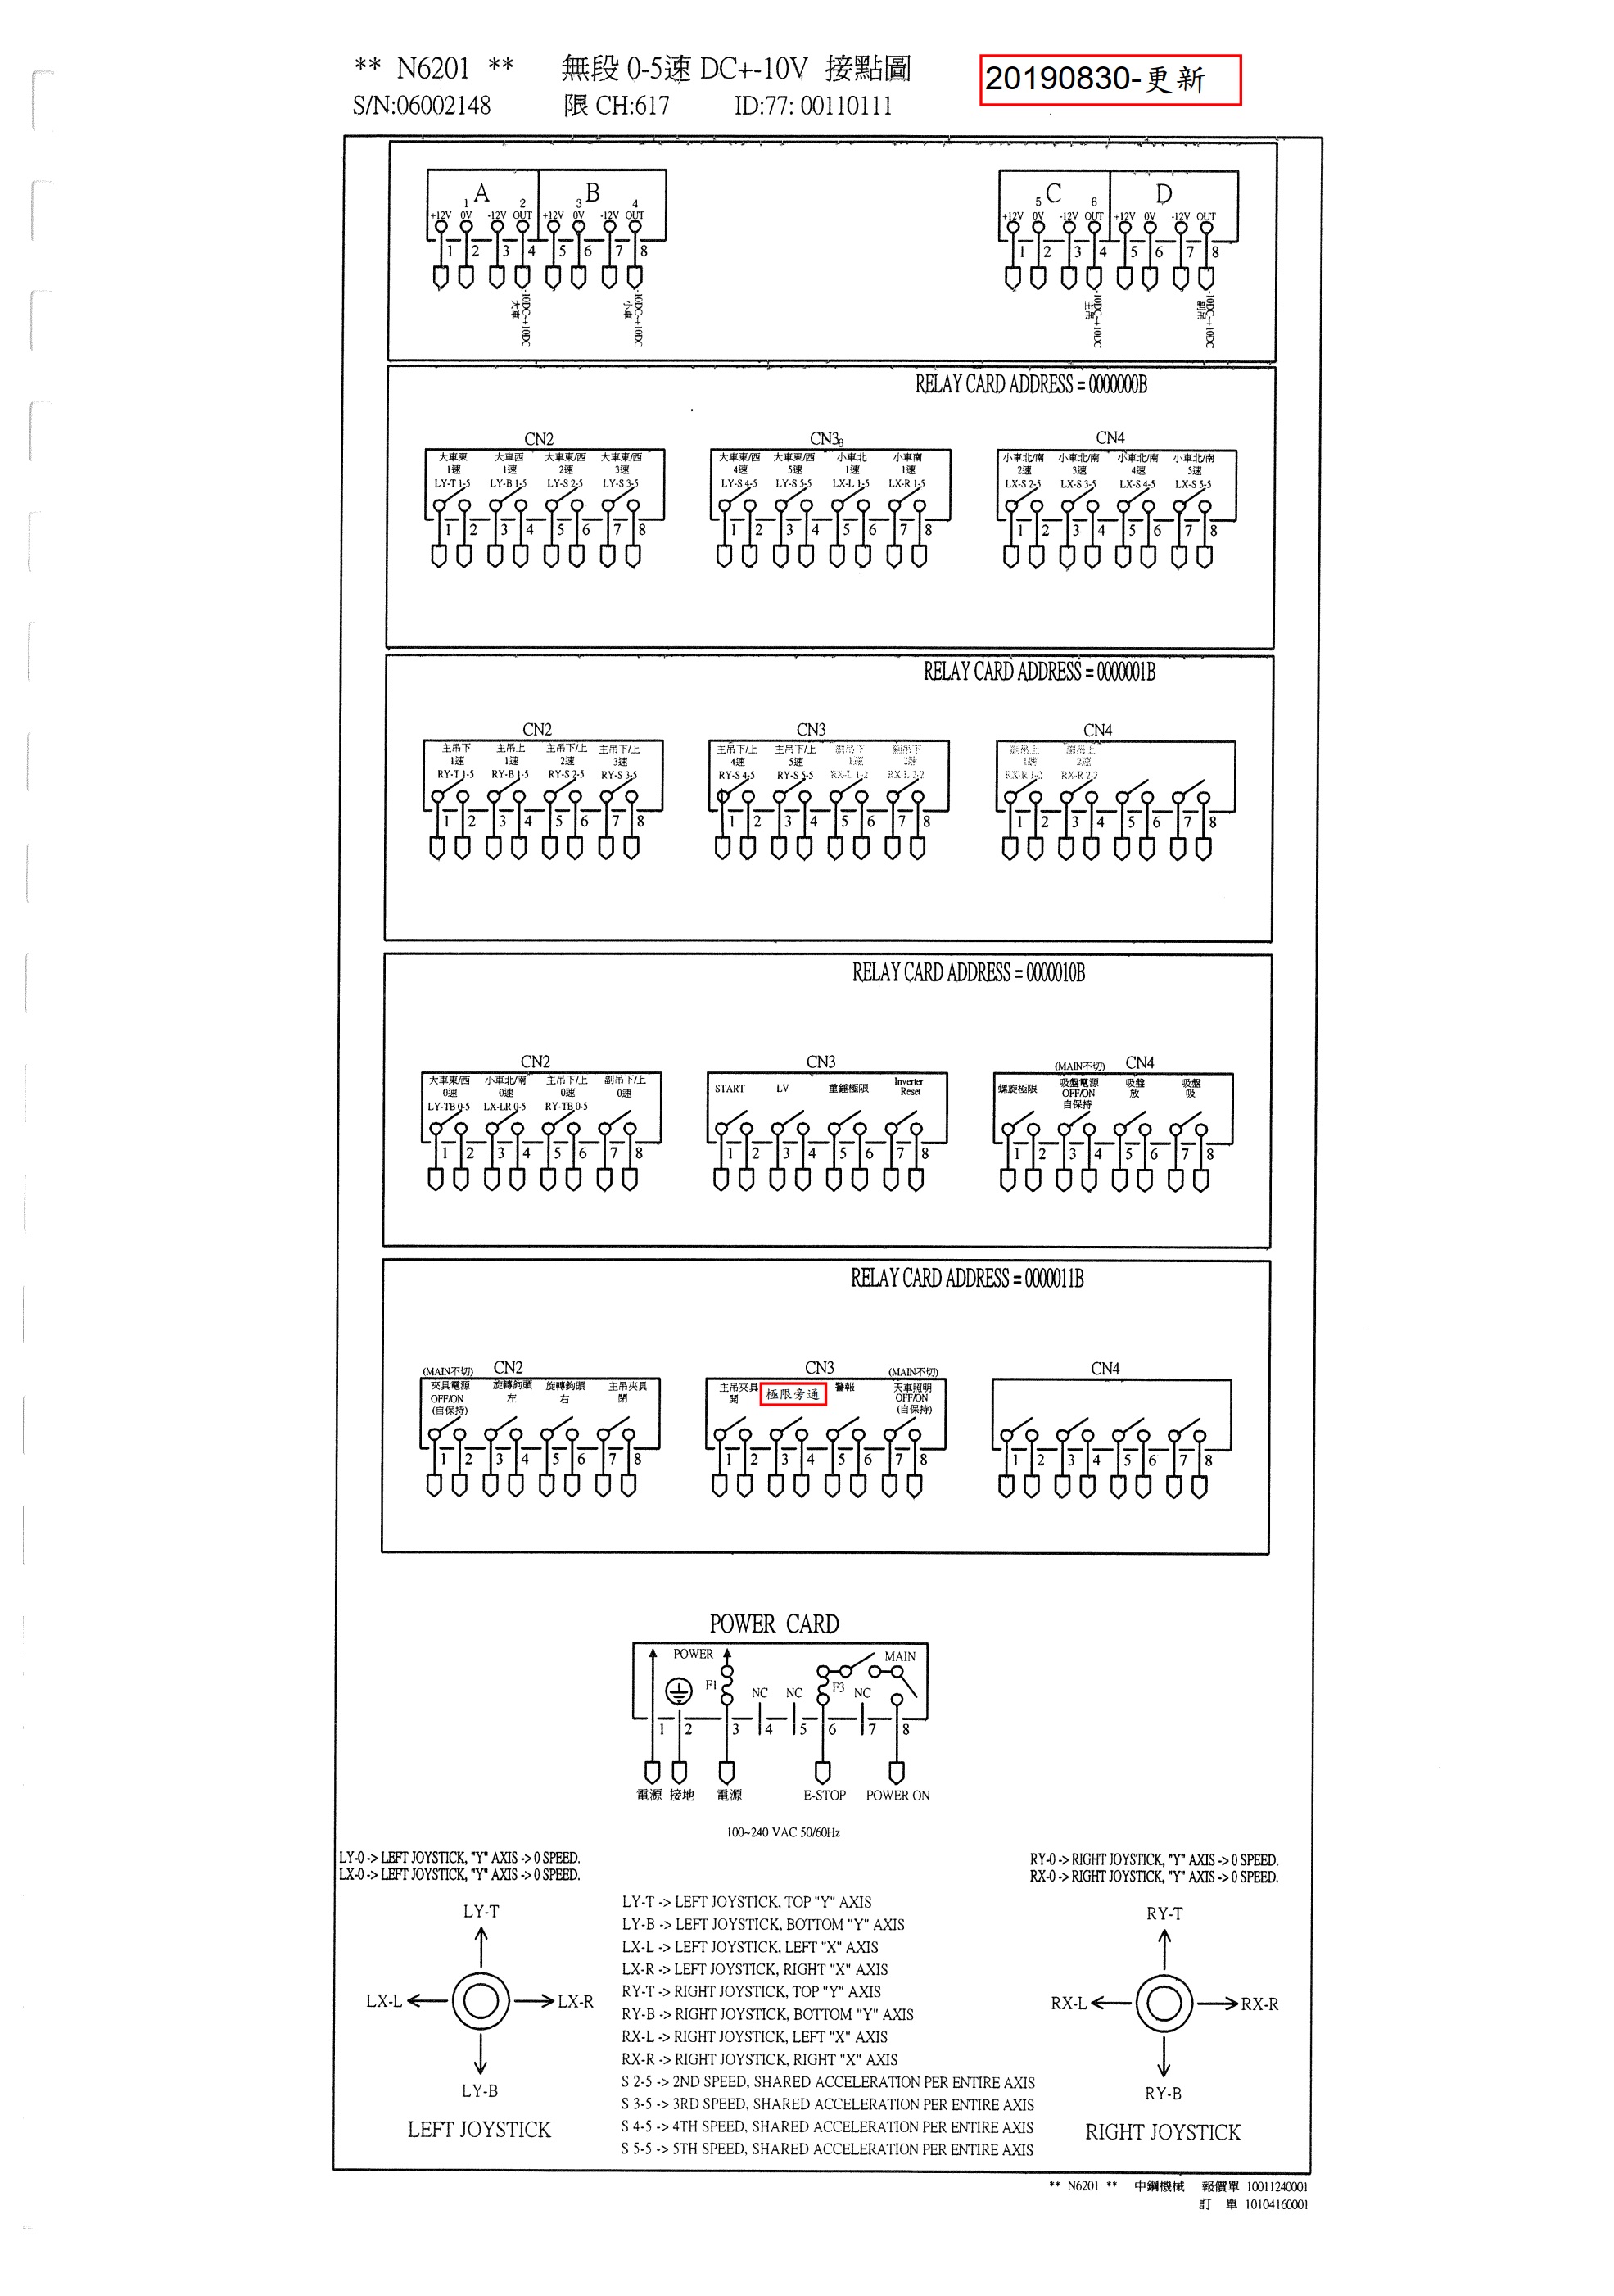 ** N6201 ** 無段 0-5速 DC+-10V 接點圖
20190830-更新
S/N:06002148 限 CH:617 ID:77: 00110111
A B C D
1 2 3 4 5 6
+12V 0V -12V OUT +12V 0V -12V OUT +12V 0V -12V OUT +12V 0V -12V OUT
1 2 3 4 5 6 7 8 1 2 3 4 5 6 7 8
-10DC~+10DC 大車
-10DC~+10DC 小車
-10DC~+10DC 主吊
-10DC~+10DC 副吊
RELAY CARD ADDRESS = 0000000B
CN2 CN36 CN4
大車東 大車西 大車東/西 大車東/西 大車東/西 大車東/西 小車北 小車南 小車北/南 小車北/南 小車北/南 小車北/南
1速 1速 2速 3速 4速 5速 1速 1速 2速 3速 4速 5速
LY-T 1-5 LY-B 1-5 LY-S 2-5 LY-S 3-5 LY-S 4-5 LY-S 5-5 LX-L 1-5 LX-R 1-5 LX-S 2-5 LX-S 3-5 LX-S 4-5 LX-S 5-5
1 2 3 4 5 6 7 8 1 2 3 4 5 6 7 8 1 2 3 4 5 6 7 8
RELAY CARD ADDRESS = 0000001B
CN2 CN3 CN4
主吊下 主吊上 主吊下/上 主吊下/上 主吊下/上 主吊下/上 副吊下 副吊下 副吊上 副吊上
1速 1速 2速 3速 4速 5速 1速 2速 1速 2速
RY-T 1-5 RY-B 1-5 RY-S 2-5 RY-S 3-5 RY-S 4-5 RY-S 5-5 RX-L 1-2 RX-L 2-2 RX-R 1-2 RX-R 2-2
1 2 3 4 5 6 7 8 1 2 3 4 5 6 7 8 1 2 3 4 5 6 7 8
RELAY CARD ADDRESS = 0000010B
CN2 CN3 (MAIN不切) CN4
大車東/西 小車北/南 主吊下/上 副吊下/上 START LV 重錘極限 Inverter Reset 螺旋極限 吸盤電源 吸盤 吸盤
0速 0速 0速 0速 OFF/ON 放 吸
LY-TB 0-5 LX-LR 0-5 RY-TB 0-5 自保持
1 2 3 4 5 6 7 8 1 2 3 4 5 6 7 8 1 2 3 4 5 6 7 8
RELAY CARD ADDRESS = 0000011B
(MAIN不切) CN2 CN3 (MAIN不切) CN4
夾具電源 旋轉鉤頭 旋轉鉤頭 主吊夾具 主吊夾具 極限旁通 警報 天車照明
OFF/ON 左 右 閉 開 OFF/ON
(自保持) (自保持)
1 2 3 4 5 6 7 8 1 2 3 4 5 6 7 8 1 2 3 4 5 6 7 8
POWER CARD
POWER MAIN
F1 NC NC F3 NC
1 2 3 4 5 6 7 8
電源 接地 電源 E-STOP POWER ON
100~240 VAC 50/60Hz
LY-0 -> LEFT JOYSTICK, "Y" AXIS -> 0 SPEED.
LX-0 -> LEFT JOYSTICK, "Y" AXIS -> 0 SPEED.
RY-0 -> RIGHT JOYSTICK, "Y" AXIS -> 0 SPEED.
RX-0 -> RIGHT JOYSTICK, "Y" AXIS -> 0 SPEED.
LY-T
LX-L LX-R
LY-B
LEFT JOYSTICK
LY-T -> LEFT JOYSTICK, TOP "Y" AXIS
LY-B -> LEFT JOYSTICK, BOTTOM "Y" AXIS
LX-L -> LEFT JOYSTICK, LEFT "X" AXIS
LX-R -> LEFT JOYSTICK, RIGHT "X" AXIS
RY-T -> RIGHT JOYSTICK, TOP "Y" AXIS
RY-B -> RIGHT JOYSTICK, BOTTOM "Y" AXIS
RX-L -> RIGHT JOYSTICK, LEFT "X" AXIS
RX-R -> RIGHT JOYSTICK, RIGHT "X" AXIS
S 2-5 -> 2ND SPEED, SHARED ACCELERATION PER ENTIRE AXIS
S 3-5 -> 3RD SPEED, SHARED ACCELERATION PER ENTIRE AXIS
S 4-5 -> 4TH SPEED, SHARED ACCELERATION PER ENTIRE AXIS
S 5-5 -> 5TH SPEED, SHARED ACCELERATION PER ENTIRE AXIS
RY-T
RX-L RX-R
RY-B
RIGHT JOYSTICK
** N6201 ** 中鋼機械 報價單 10011240001
訂 單 10104160001